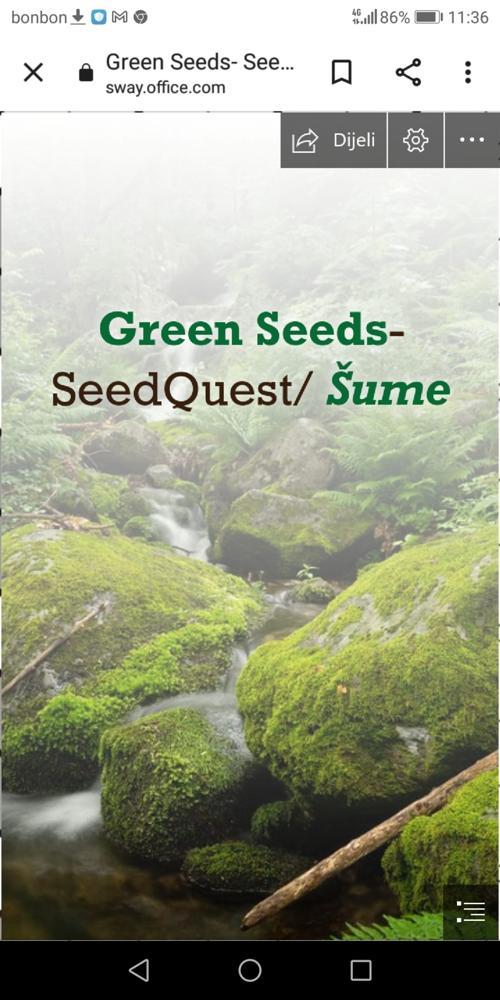 bonbon 4G 86% 11:36
Green Seeds- See...
sway.office.com
Dijeli
Green Seeds-
SeedQuest/ Šume